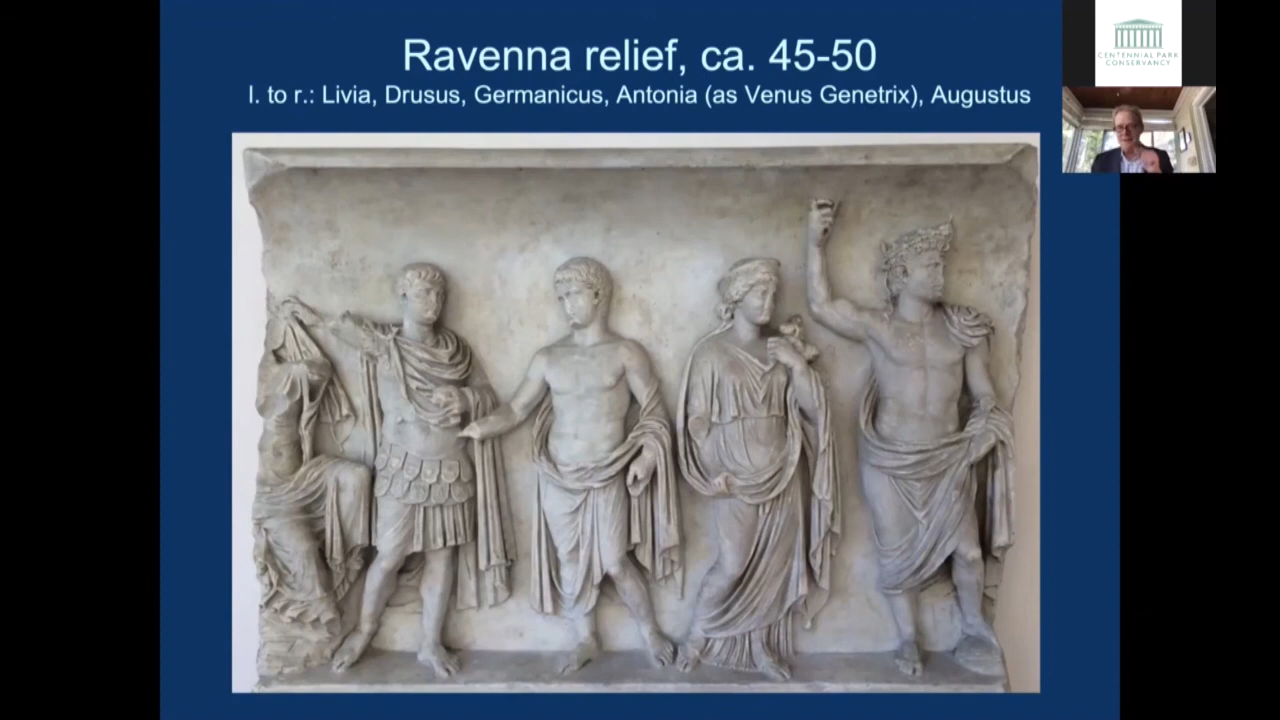 Ravenna relief, ca. 45-50
l. to r.: Livia, Drusus, Germanicus, Antonia (as Venus Genetrix), Augustus
CENTENNIAL PARK
CONSERVANCY